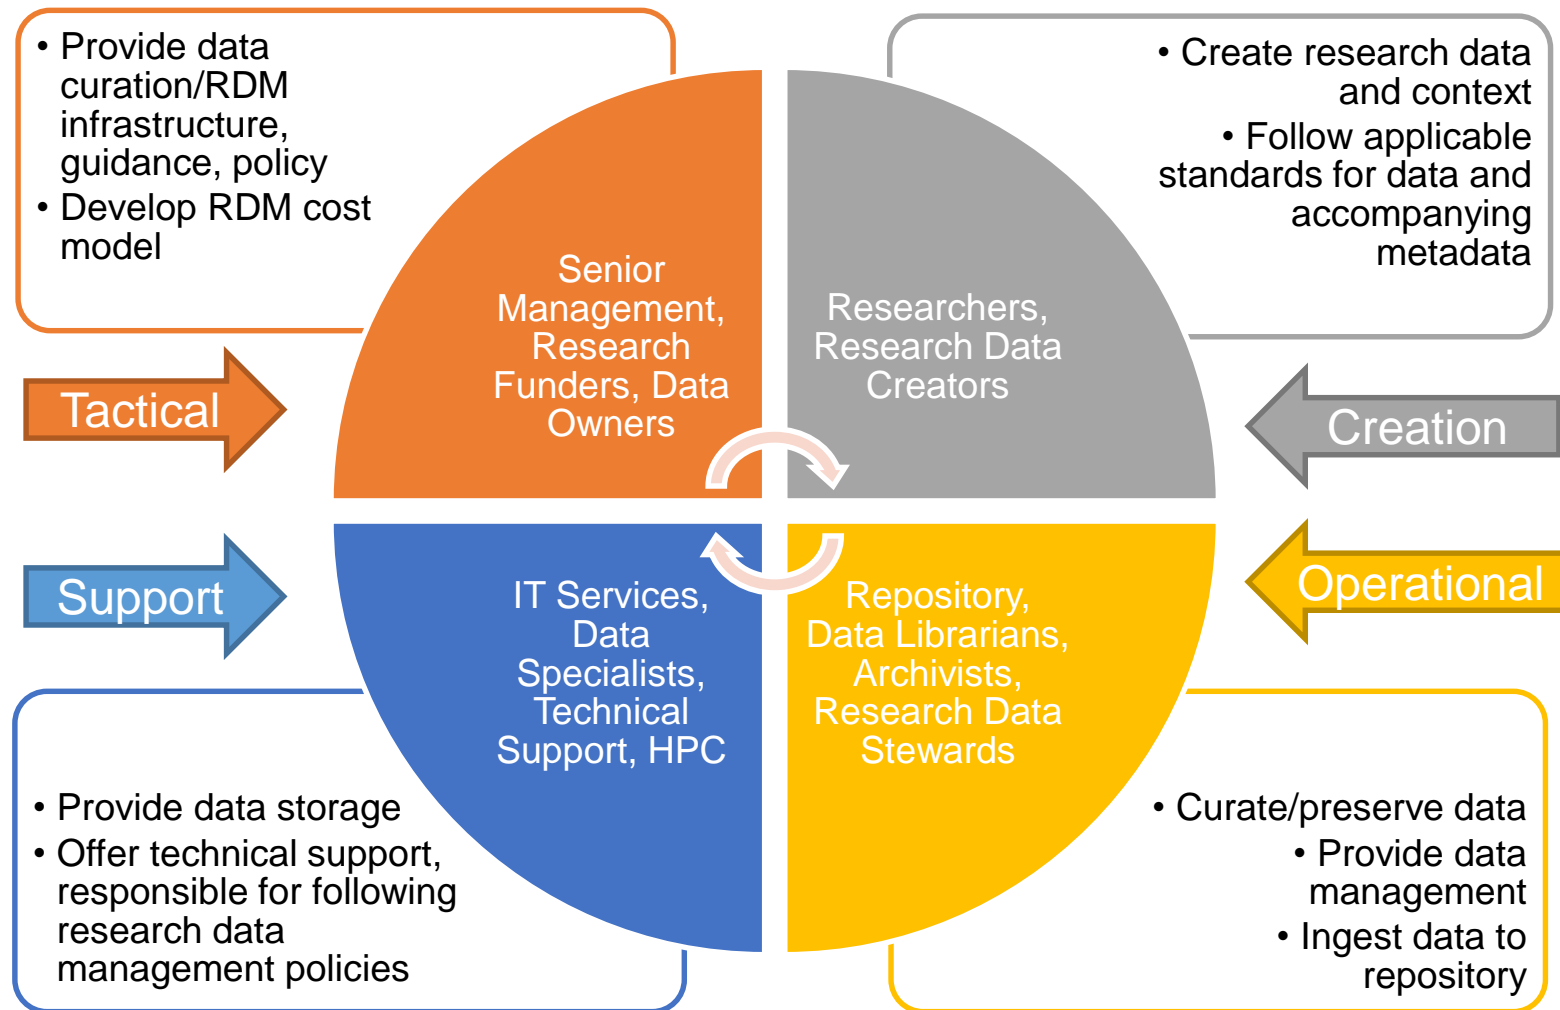 • Provide data
curation/RDM
infrastructure,
guidance, policy
• Develop RDM cost
model
• Create research data
and context
• Follow applicable
standards for data and
accompanying
metadata
Senior
Management,
Research
Funders, Data
Owners
Researchers,
Research Data
Creators
Tactical
Creation
Support
Operational
IT Services,
Data
Specialists,
Technical
Support, HPC
Repository,
Data Librarians,
Archivists,
Research Data
Stewards
• Provide data storage
• Offer technical support,
responsible for following
research data
management policies
• Curate/preserve data
• Provide data
management
• Ingest data to
repository